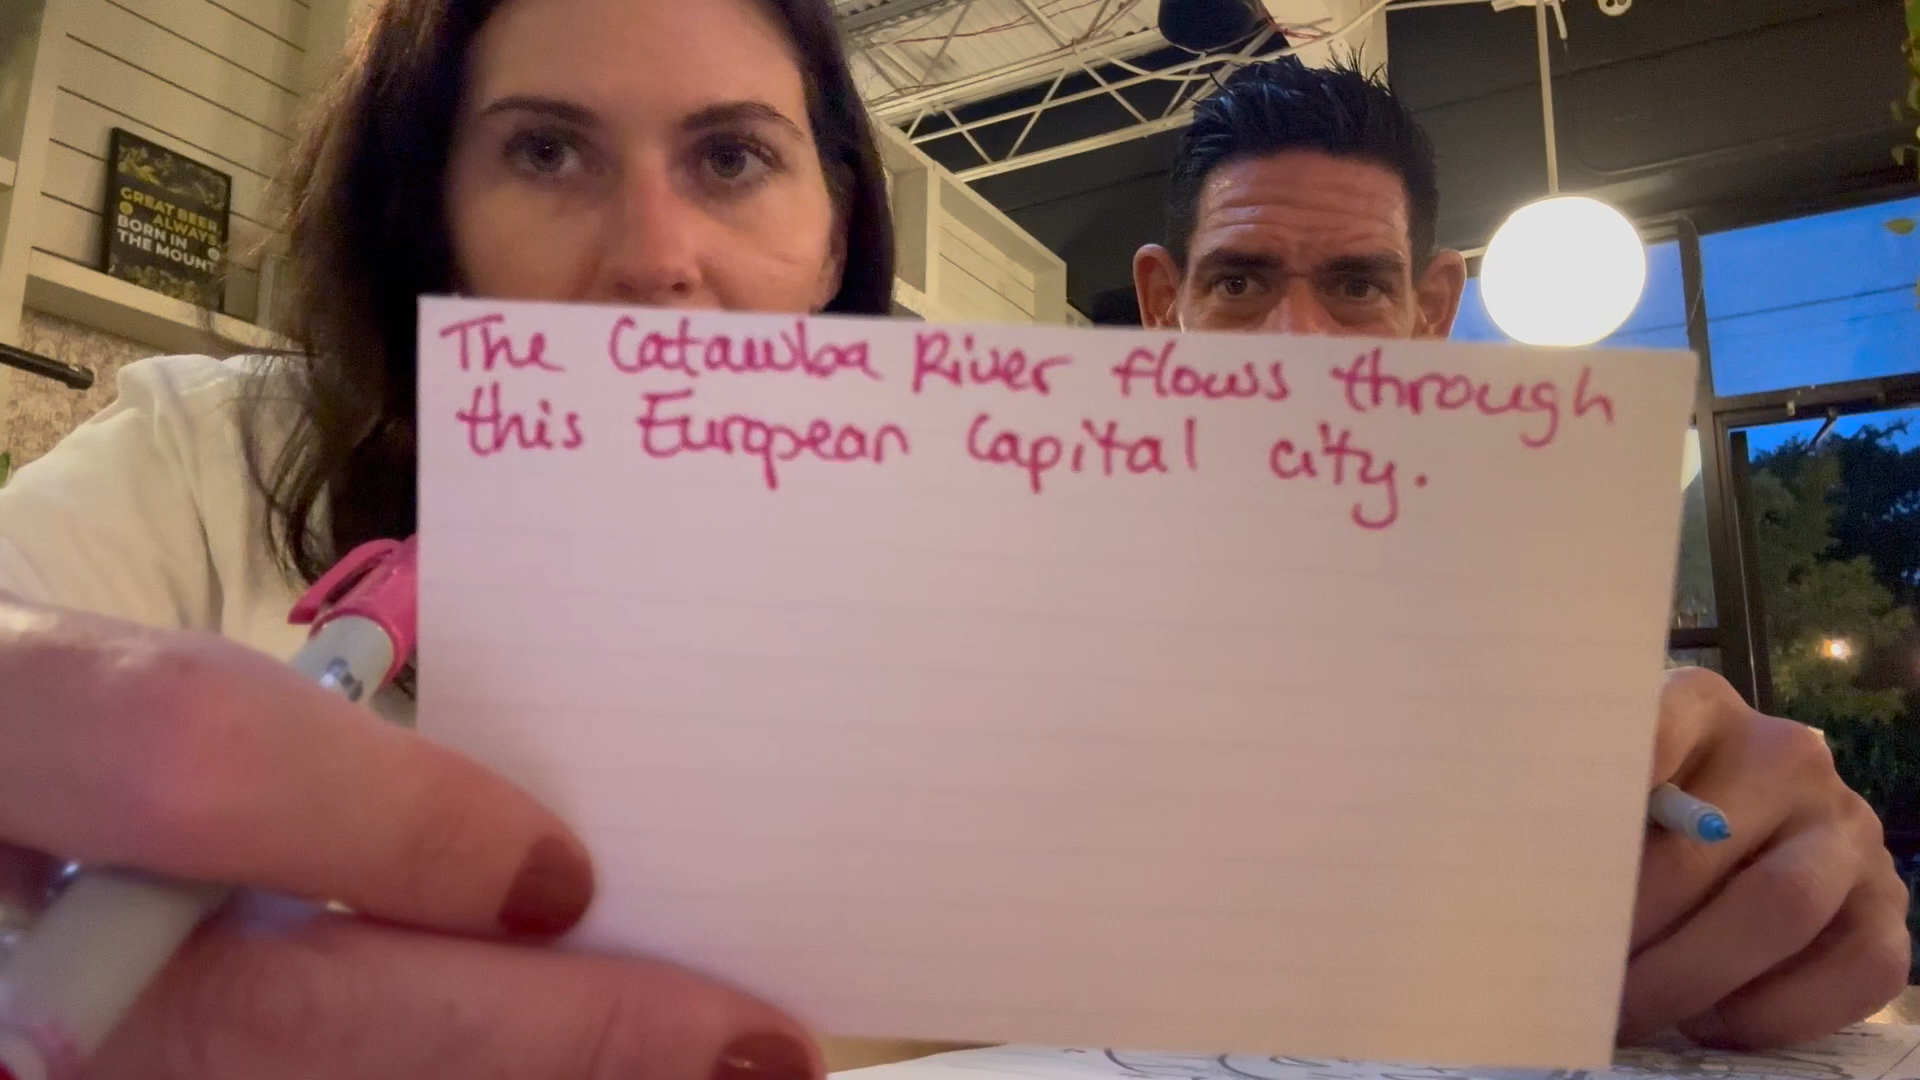 GREAT BEER
ALWAYS
BORN IN
THE MOUNT
The Catawba River flows through
this European Capital city.